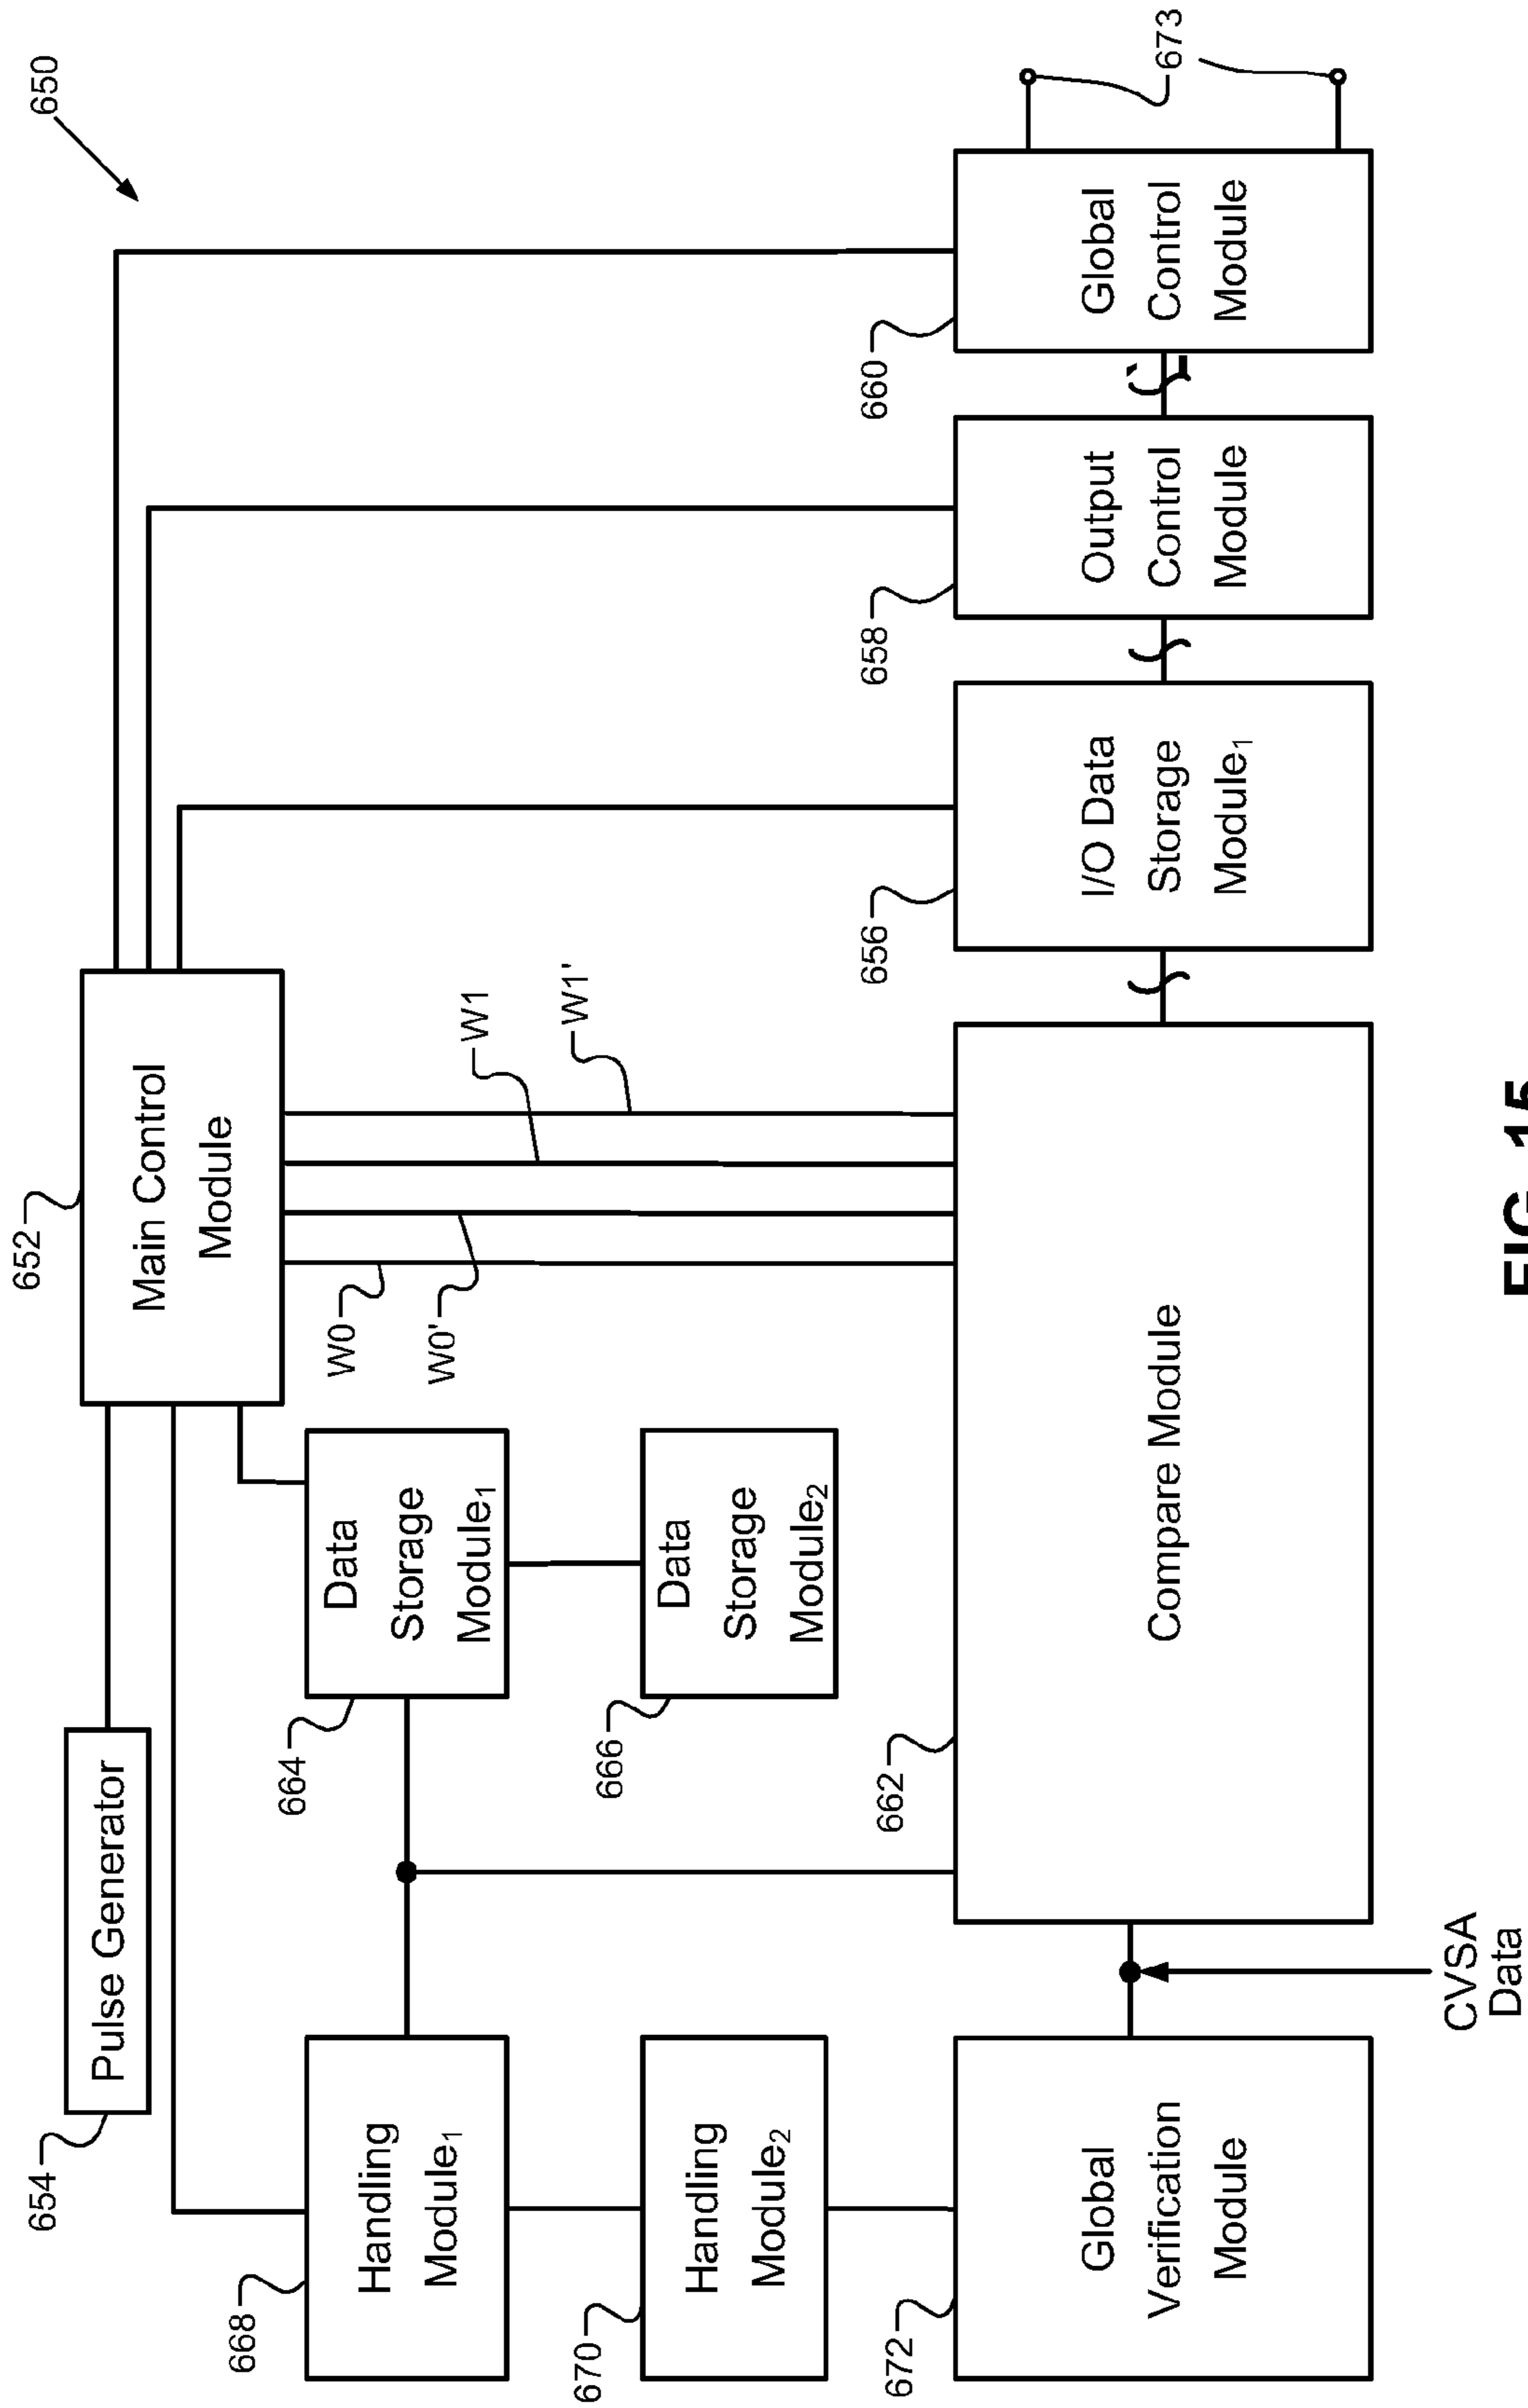 650
652
Main Control
Module
654
Pulse Generator
W0
W0'
W1
W1'
664
Data
Storage
Module₁
666
Data
Storage
Module₂
668
Handling
Module₁
670
Handling
Module₂
672
Global
Verification
Module
662
Compare Module
656
I/O Data
Storage
Module₁
658
Output
Control
Module
660
Global
Control
Module
673
CVSA
Data
FIG. 15